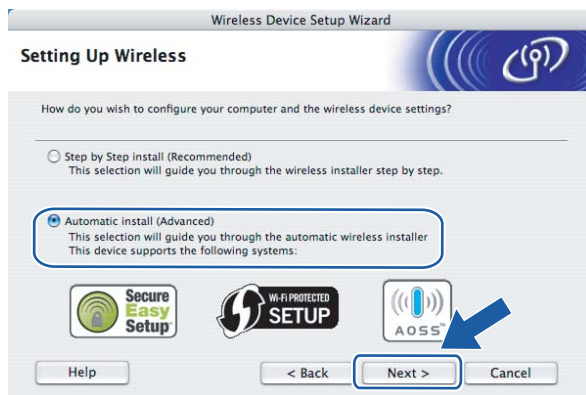 Wireless Device Setup Wizard
Setting Up Wireless
How do you wish to configure your computer and the wireless device settings?
Step by Step install (Recommended)
This selection will guide you through the wireless installer step by step.
Automatic install (Advanced)
This selection will guide you through the automatic wireless installer
This device supports the following systems:
Secure
Easy
Setup™
Wi-Fi PROTECTED
SETUP
AOSS™
Help
< Back
Next >
Cancel